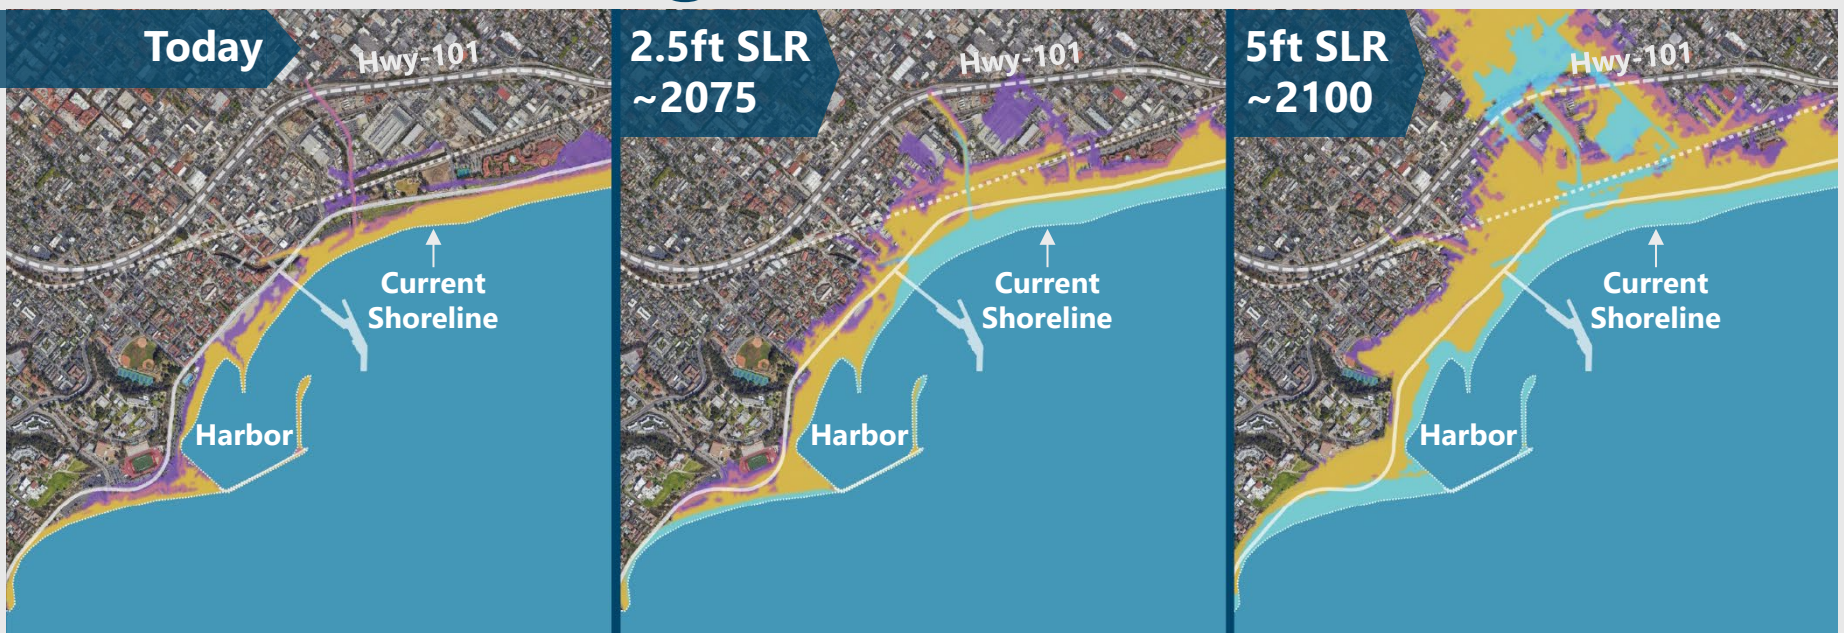 Today
Hwy-101
Current
Shoreline
Harbor
2.5ft SLR
~2075
Hwy-101
Current
Shoreline
Harbor
5ft SLR
~2100
Hwy-101
Current
Shoreline
Harbor